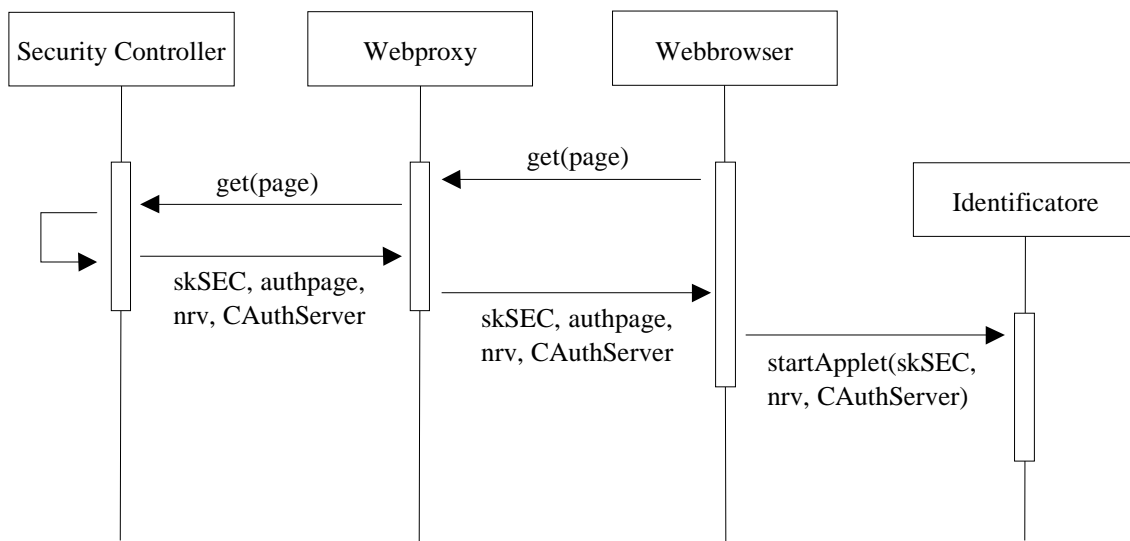 Security Controller
Webproxy
Webbrowser
get(page)
get(page)
Identificatore
skSEC, authpage,
nrv, CAuthServer
skSEC, authpage,
nrv, CAuthServer
startApplet(skSEC,
nrv, CAuthServer)